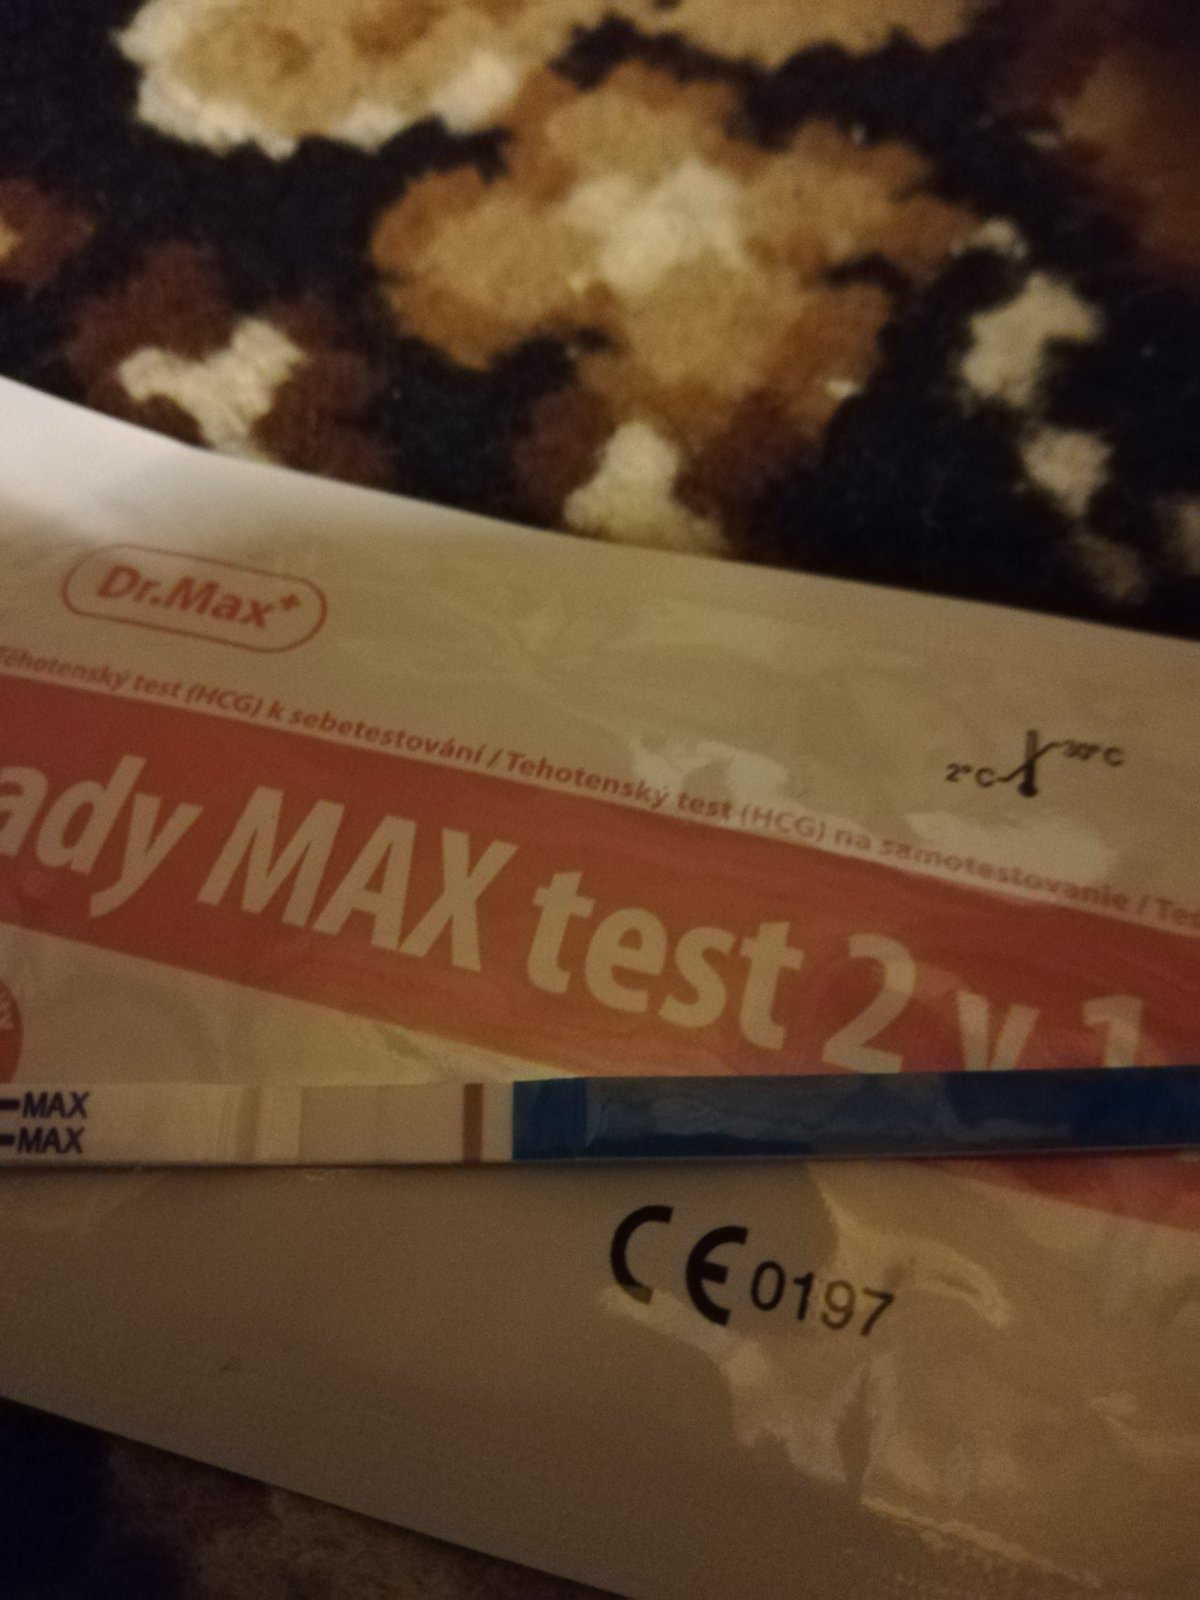 Dr.Max+
Těhotenský test (HCG) k sebetestování / Tehotenský test (HCG) na samotestovanie /
2°C 30°C
ady MAX test 2 v 1
MAX
MAX
CE 0197